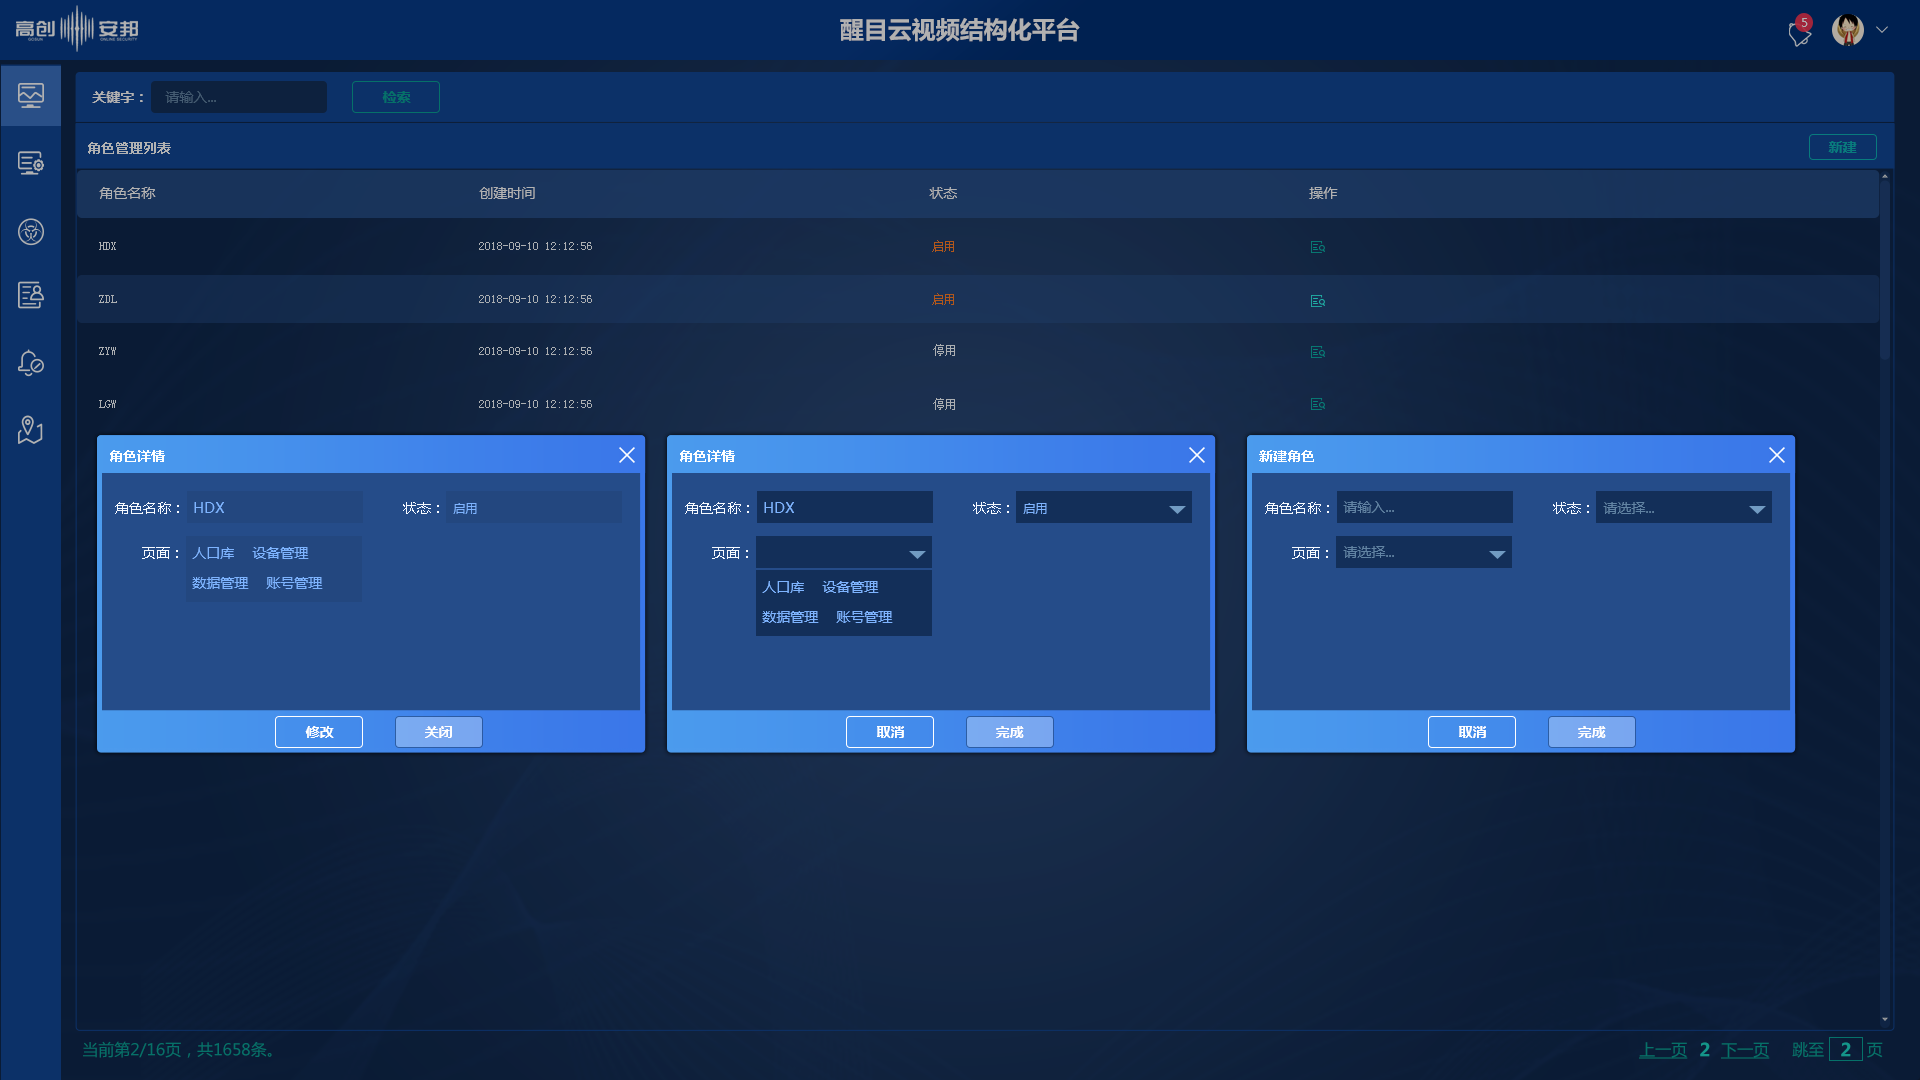 高创 安邦
醒目云视频结构化平台
5
关键字： 请输入... 检索
角色管理列表 新建
角色名称 创建时间 状态 操作
HDX 2018-09-10 12:12:56 启用
ZDL 2018-09-10 12:12:56 启用
ZYW 2018-09-10 12:12:56 停用
LGW 2018-09-10 12:12:56 停用
角色详情
角色名称： HDX 状态： 启用
页面： 人口库 设备管理
数据管理 账号管理
修改 关闭
角色详情
角色名称： HDX 状态： 启用
页面：
人口库 设备管理
数据管理 账号管理
取消 完成
新建角色
角色名称： 请输入... 状态： 请选择...
页面： 请选择...
取消 完成
当前第2/16页，共1658条。
上一页 2 下一页 跳至 2 页